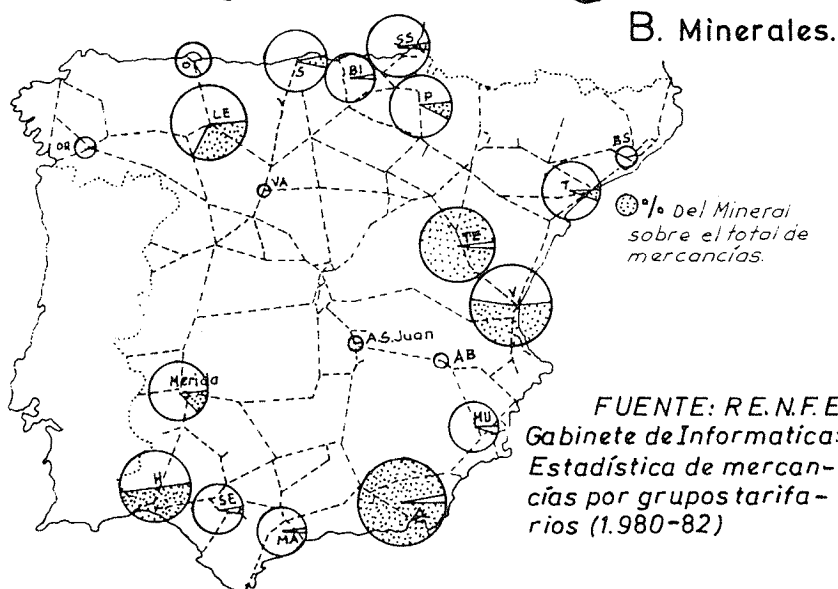 B. Minerales.
SS
O
S
BI
P
LE
OR
VA
BS
T
% Del Mineral
sobre el total de
mercancías.
TE
V
A.S.Juan
AB
Merida
MU
FUENTE: R.E.N.F.E
Gabinete de Informatica:
Estadística de mercan-
cías por grupos tarifa-
rios (1.980-82)
H
SE
MA
A